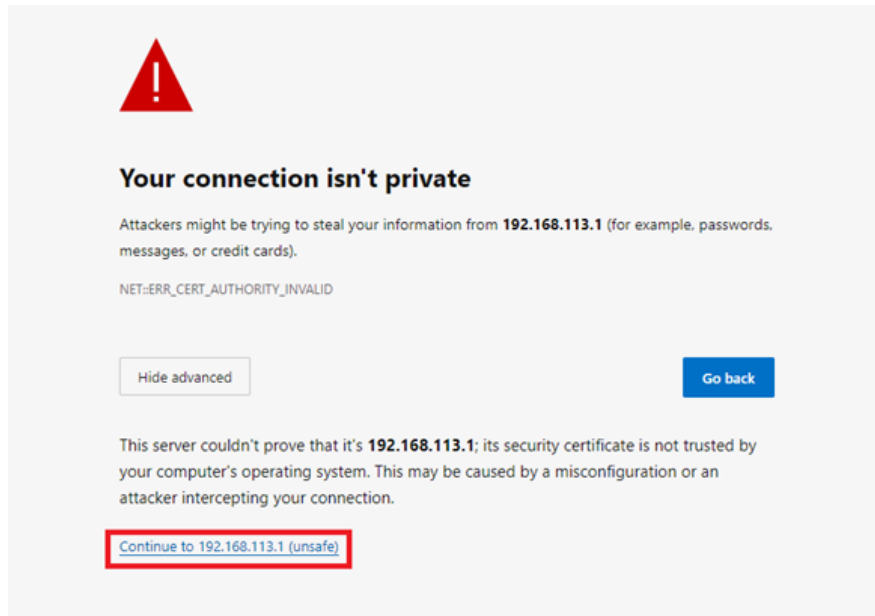 !
Your connection isn't private
Attackers might be trying to steal your information from 192.168.113.1 (for example, passwords,
messages, or credit cards).
NET::ERR_CERT_AUTHORITY_INVALID
Hide advanced
Go back
This server couldn't prove that it's 192.168.113.1; its security certificate is not trusted by
your computer's operating system. This may be caused by a misconfiguration or an
attacker intercepting your connection.
Continue to 192.168.113.1 (unsafe)